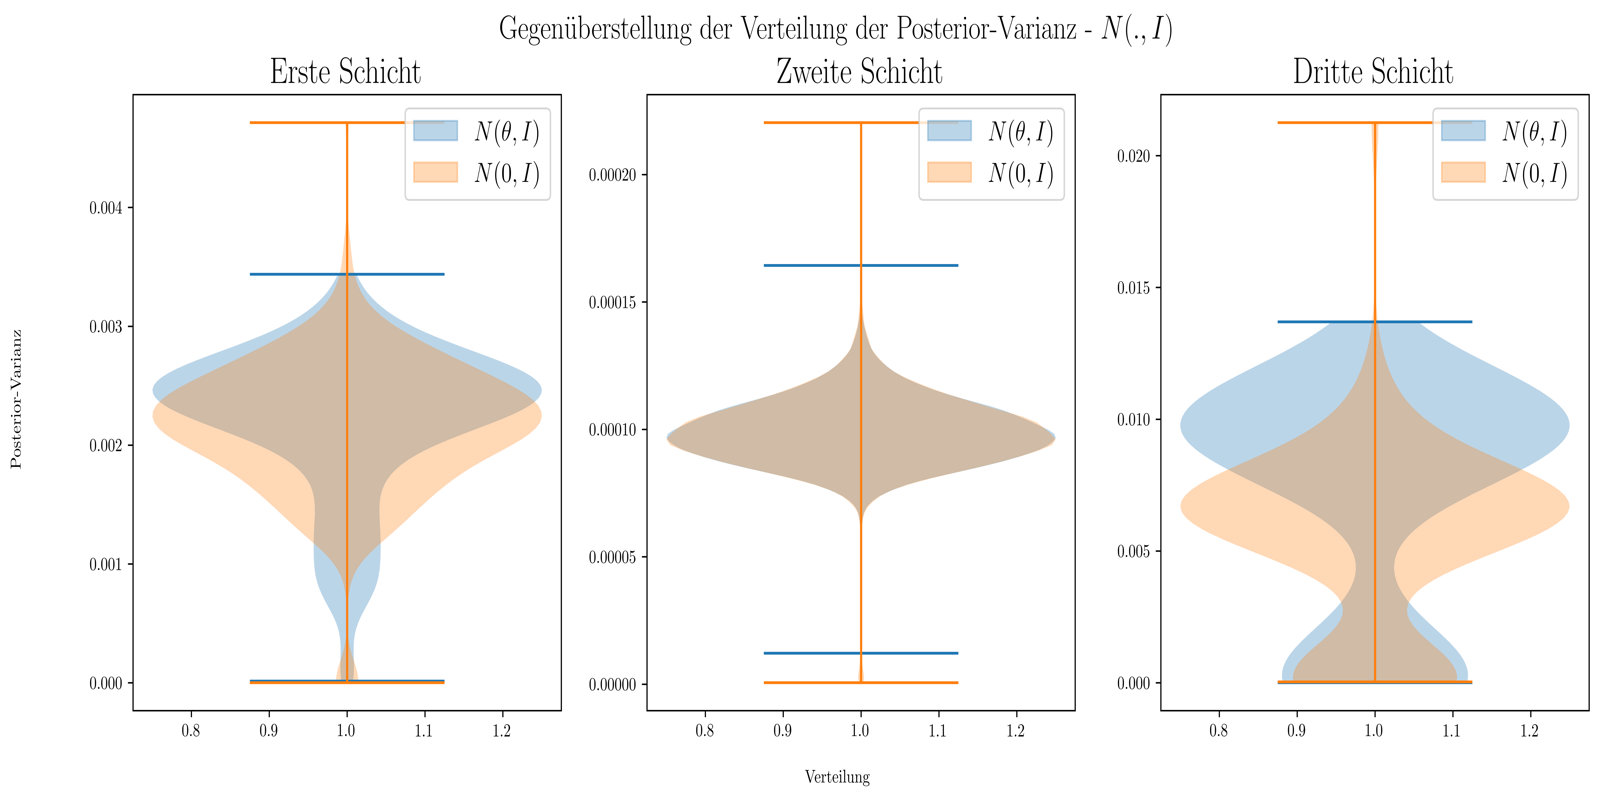 Gegenüberstellung der Verteilung der Posterior-Varianz - N(., I)
Erste Schicht
Zweite Schicht
Dritte Schicht
Posterior-Varianz
0.004
0.003
0.002
0.001
0.000
N(θ, I)
N(0, I)
0.8 0.9 1.0 1.1 1.2
0.00020
0.00015
0.00010
0.00005
0.00000
N(θ, I)
N(0, I)
0.8 0.9 1.0 1.1 1.2
0.020
0.015
0.010
0.005
0.000
N(θ, I)
N(0, I)
0.8 0.9 1.0 1.1 1.2
Verteilung